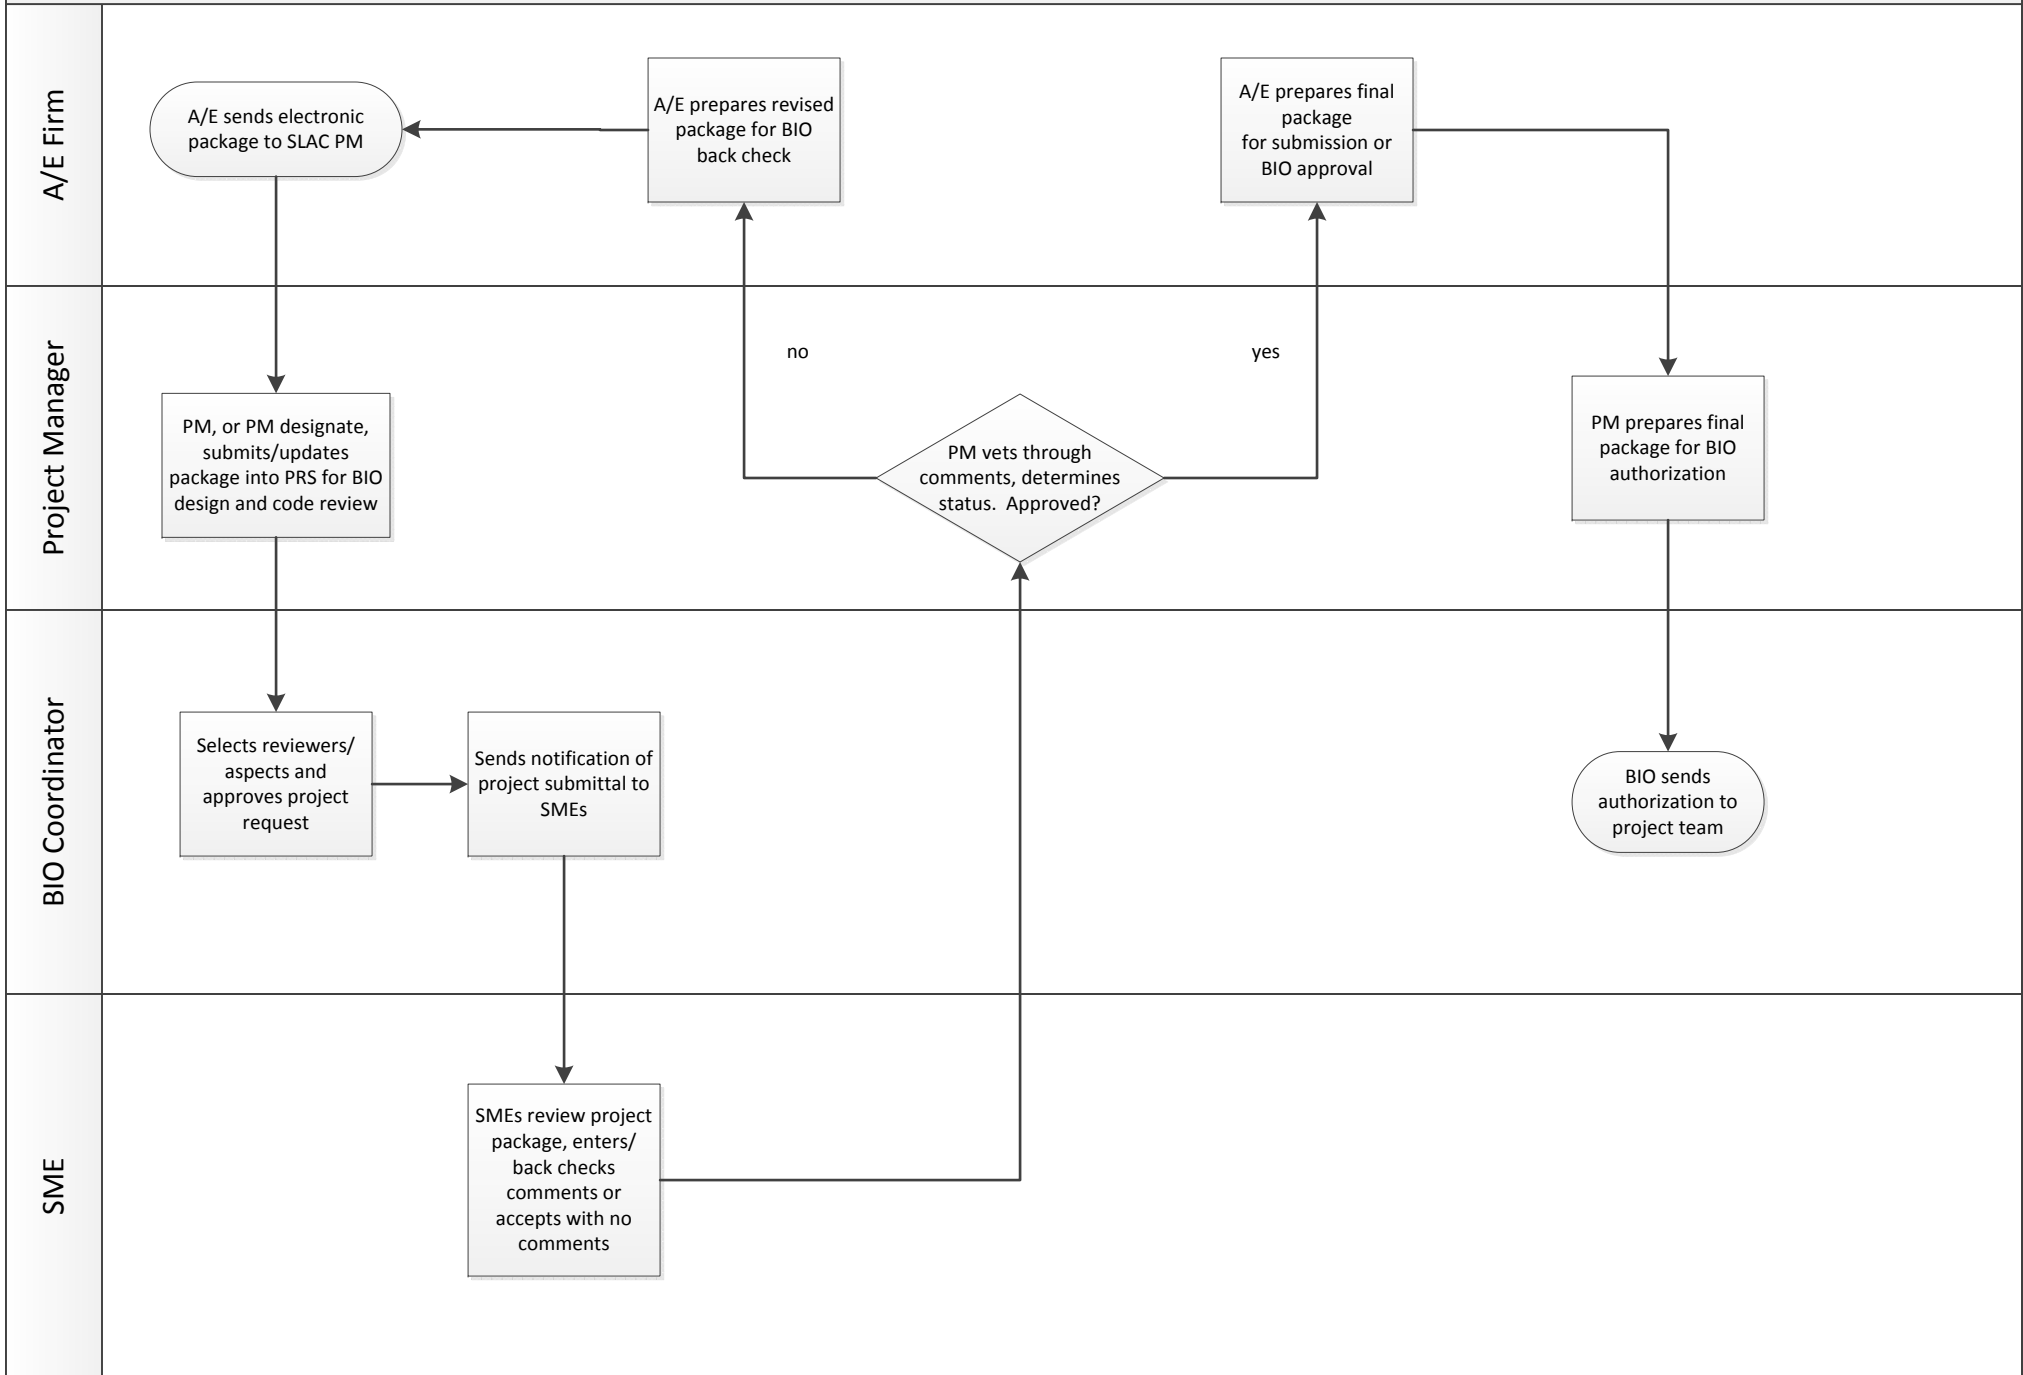 A/E Firm
A/E sends electronic
package to SLAC PM
A/E prepares revised
package for BIO
back check
A/E prepares final
package
for submission or
BIO approval
Project Manager
no
yes
PM, or PM designate,
submits/updates
package into PRS for BIO
design and code review
PM vets through
comments, determines
status.  Approved?
PM prepares final
package for BIO
authorization
BIO Coordinator
Selects reviewers/
aspects and
approves project
request
Sends notification of
project submittal to
SMEs
BIO sends
authorization to
project team
SME
SMEs review project
package, enters/
back checks
comments or
accepts with no
comments